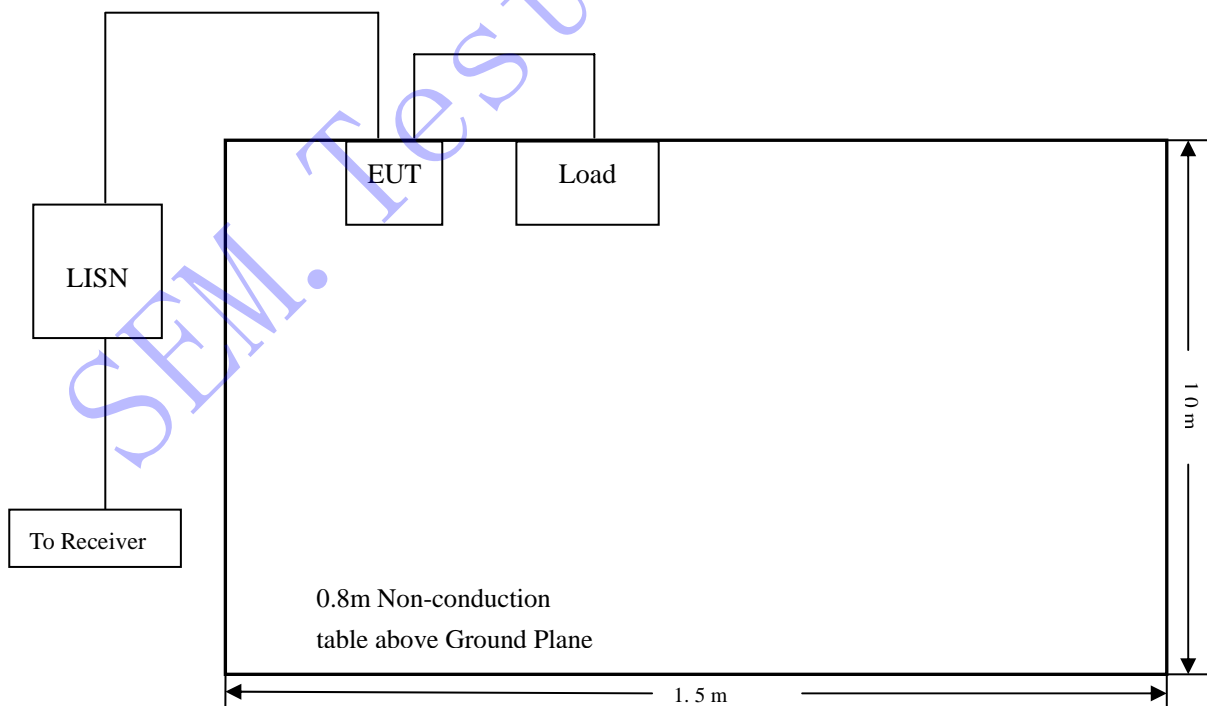 SEM. Test
EUT
Load
LISN
1 0 m
To Receiver
0.8m Non-conduction
table above Ground Plane
1. 5 m